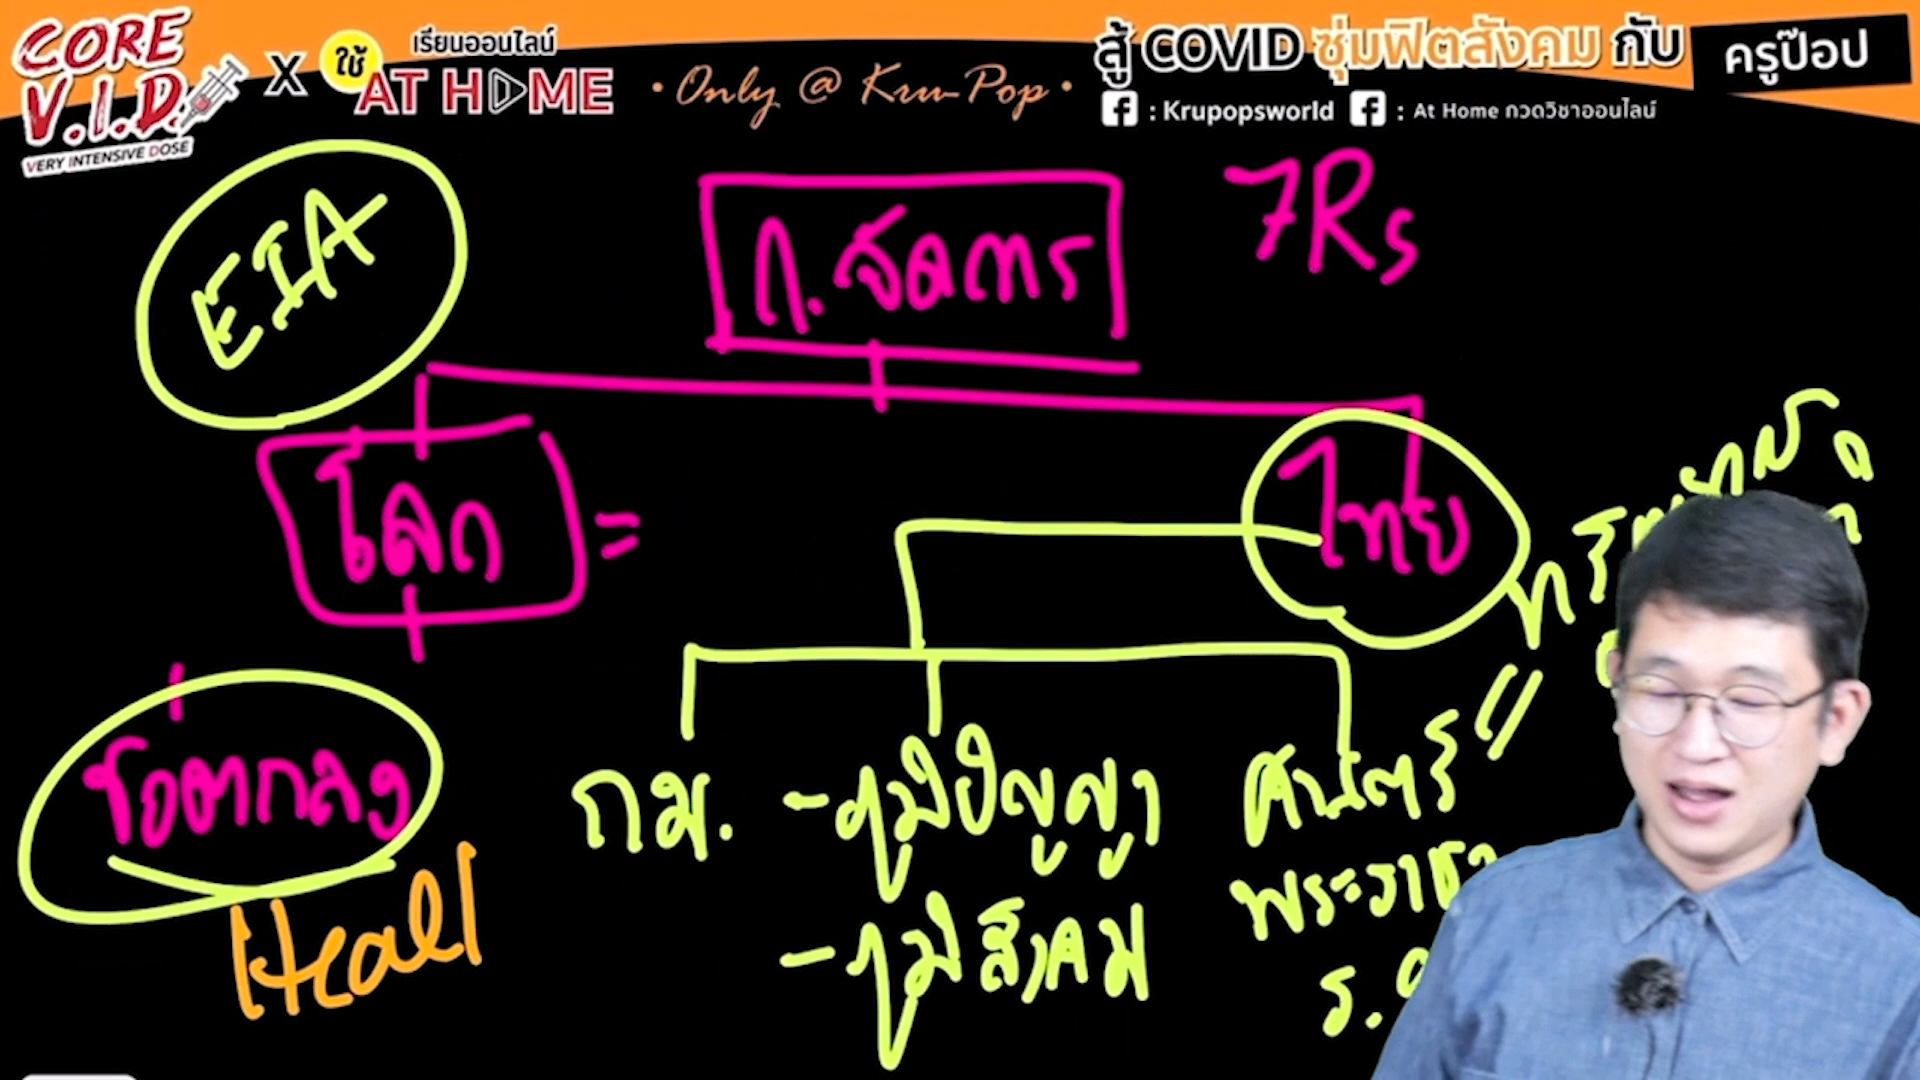 CORE
V.I.D.
VERY INTENSIVE DOSE
X
ใช้
เรียนออนไลน์
AT HOME
• Only @ Kru-Pop •
สู้ COVID ซุ่มฟิตสังคม กับ
ครูป๊อป
: Krupopsworld
: At Home กวดวิชาออนไลน์
EIA
ก.จัดการ
7Rs
โลก =
ไทย
ข้อตกลง
กม.
-ภูมิปัญญา
-ภูมิสังคม
ศาสตร์
พระราชา
ร.